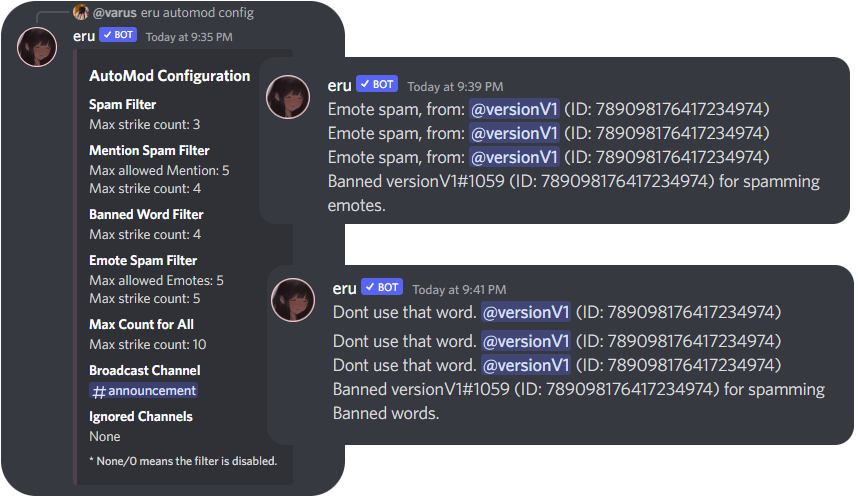 @varus eru automod config
eru ✓ BOT Today at 9:35 PM
AutoMod Configuration
Spam Filter
Max strike count: 3
Mention Spam Filter
Max allowed Mention: 5
Max strike count: 4
Banned Word Filter
Max strike count: 4
Emote Spam Filter
Max allowed Emotes: 5
Max strike count: 5
Max Count for All
Max strike count: 10
Broadcast Channel
#announcement
Ignored Channels
None
* None/0 means the filter is disabled.
eru ✓ BOT Today at 9:39 PM
Emote spam, from: @versionV1 (ID: 789098176417234974)
Emote spam, from: @versionV1 (ID: 789098176417234974)
Emote spam, from: @versionV1 (ID: 789098176417234974)
Banned versionV1#1059 (ID: 789098176417234974) for spamming
emotes.
eru ✓ BOT Today at 9:41 PM
Dont use that word. @versionV1 (ID: 789098176417234974)
Dont use that word. @versionV1 (ID: 789098176417234974)
Dont use that word. @versionV1 (ID: 789098176417234974)
Banned versionV1#1059 (ID: 789098176417234974) for spamming
Banned words.